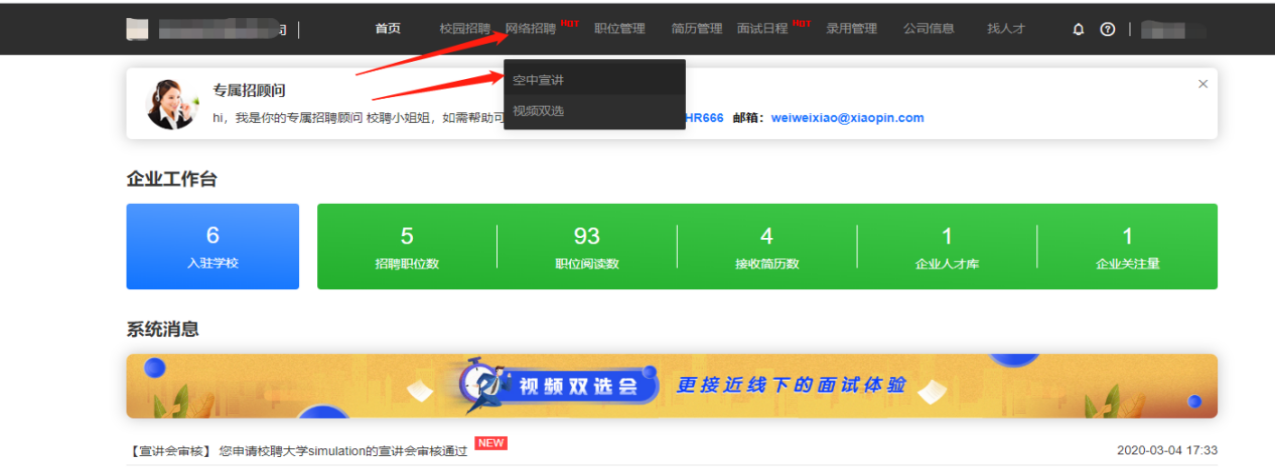 司
首页 校园招聘 网络招聘 HOT 职位管理 简历管理 面试日程 HOT 录用管理 公司信息 找人才
空中宣讲
视频双选
专属招顾问
hi，我是你的专属招聘顾问 校聘小姐姐，如需帮助可 HR666 邮箱：weiweixiao@xiaopin.com
企业工作台
6 5 93 4 1 1
入驻学校 招聘职位数 职位阅读数 接收简历数 企业人才库 企业关注量
系统消息
视频双选会 更接近线下的面试体验
【宣讲会审核】 您申请校聘大学simulation的宣讲会审核通过 NEW 2020-03-04 17:33